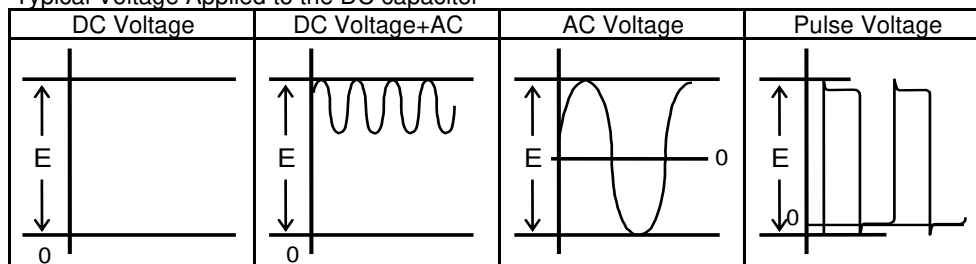 Typical Voltage Applied to the DC capacitor
DC Voltage DC Voltage+AC AC Voltage Pulse Voltage
E E E 0 E
0
0 0